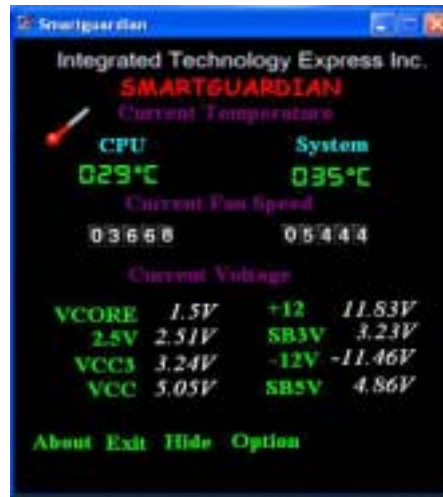 Smartguardian
Integrated Technology Express Inc.
SMARTGUARDIAN
Current Temperature
CPU System
029°C 035°C
Current Fan Speed
03668 05444
Current Voltage
VCORE 1.5V +12 11.83V
2.5V 2.51V SB3V 3.23V
VCC3 3.24V -12V -11.46V
VCC 5.05V SB5V 4.86V
About Exit Hide Option